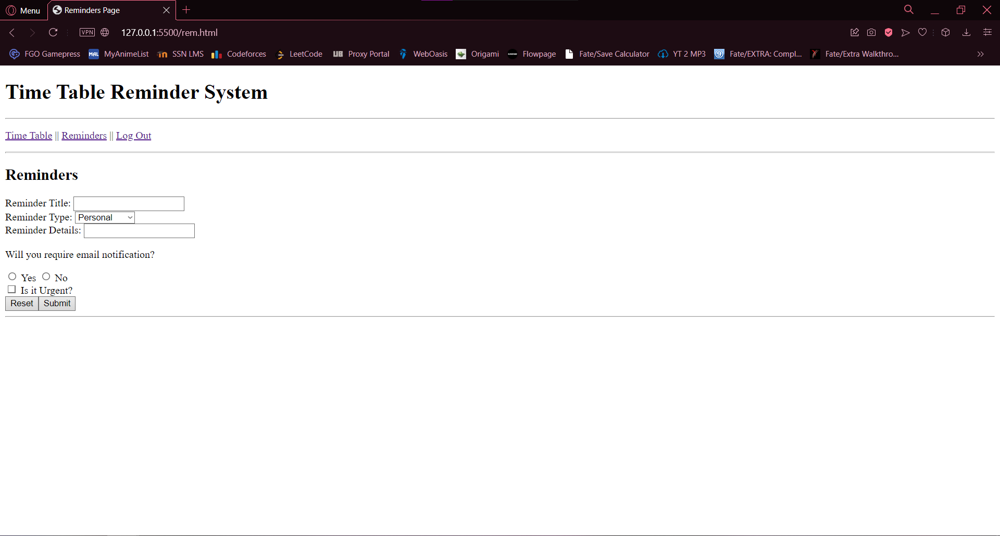 Menu Reminders Page
VPN 127.0.0.1:5500/rem.html
FGO Gamepress MAL MyAnimeList SSN LMS Codeforces LeetCode UB Proxy Portal WebOasis Origami Flowpage Fate/Save Calculator YT 2 MP3 Fate/EXTRA: Compl... Fate/Extra Walkthro...
Time Table Reminder System
Time Table || Reminders || Log Out
Reminders
Reminder Title:
Reminder Type: Personal
Reminder Details:
Will you require email notification?
Yes No
Is it Urgent?
Reset Submit